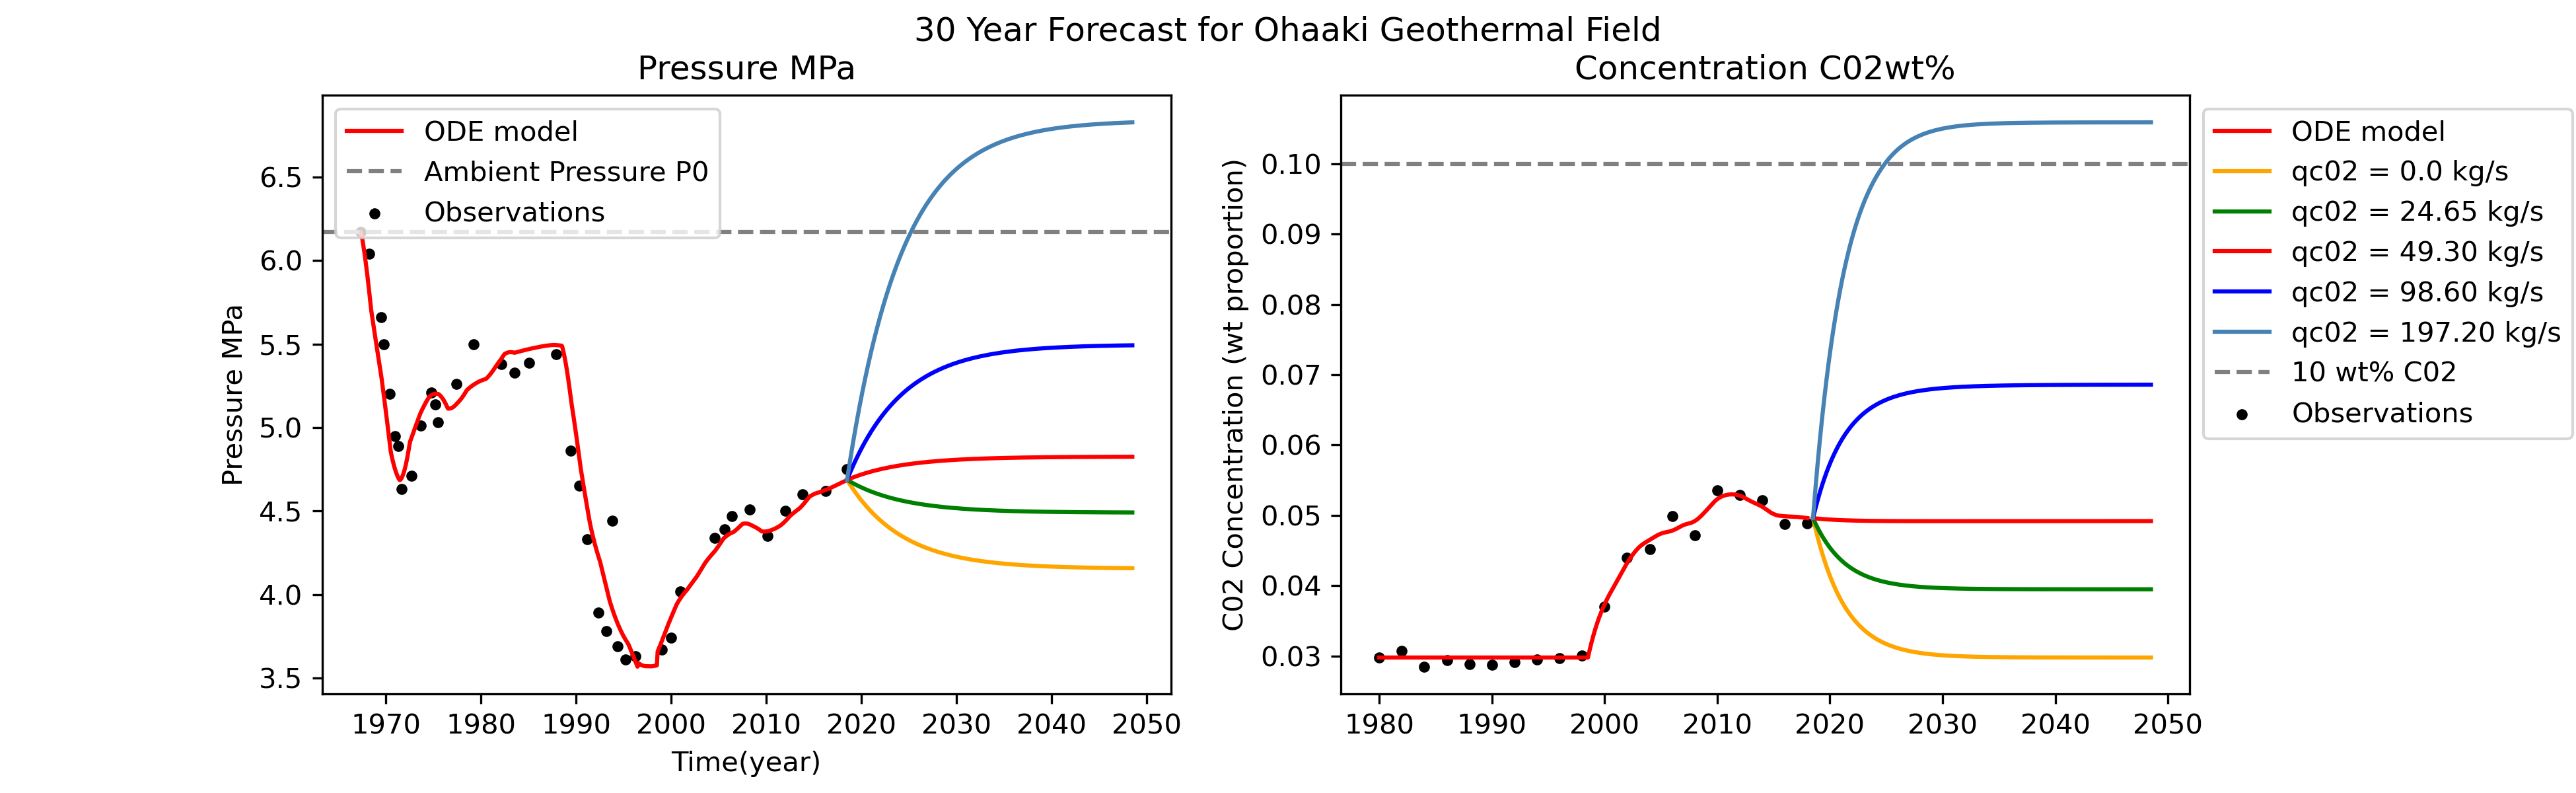 30 Year Forecast for Ohaaki Geothermal Field
Pressure MPa
ODE model
Ambient Pressure P0
Observations
Pressure MPa
6.5
6.0
5.5
5.0
4.5
4.0
3.5
1970 1980 1990 2000 2010 2020 2030 2040 2050
Time(year)
Concentration C02wt%
C02 Concentration (wt proportion)
0.10
0.09
0.08
0.07
0.06
0.05
0.04
0.03
1980 1990 2000 2010 2020 2030 2040 2050
ODE model
qc02 = 0.0 kg/s
qc02 = 24.65 kg/s
qc02 = 49.30 kg/s
qc02 = 98.60 kg/s
qc02 = 197.20 kg/s
10 wt% C02
Observations